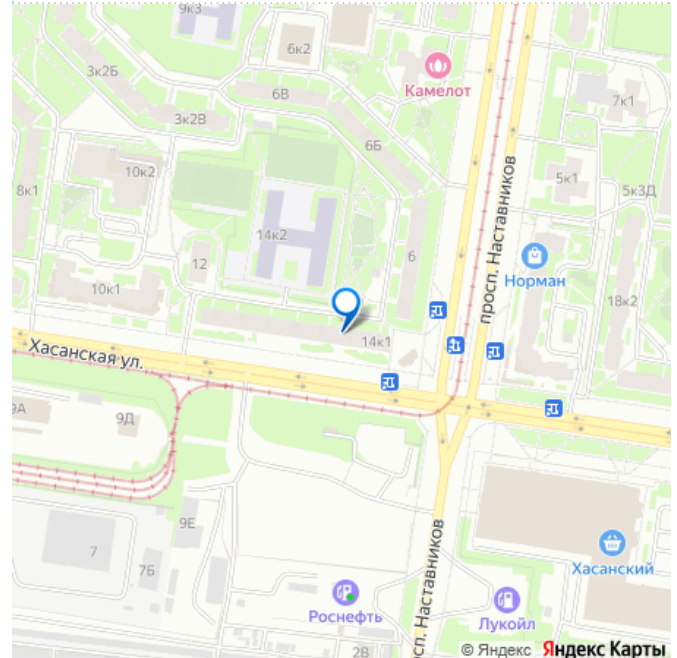 9к3
6к2
Камелот
3к2Б
6В
7к1
3к2В
6Б
10к2
5к1
5к3Д
8к1
14к2
просп. Наставников
6
12
Норман
10к1
18к2
14к1
Хасанская ул.
9А
9Д
9Е
7
7Б
Хасанский
просп. Наставников
Роснефть
Лукойл
2В
© Яндекс Яндекс Карты